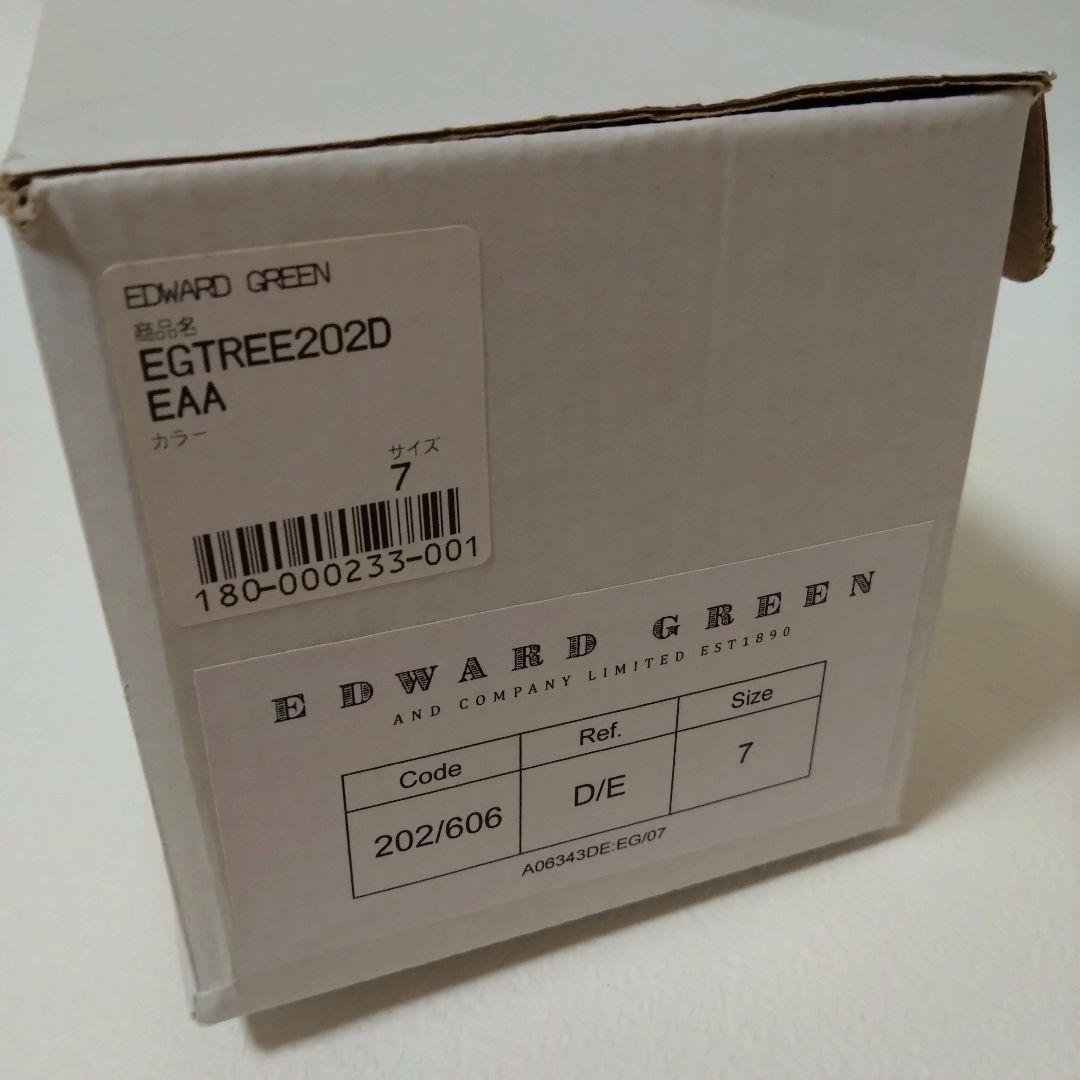 EDWARD GREEN
商品名
EGTREE202D
EAA
カラー
サイズ
7
180-000233-001
EDWARD GREEN
AND COMPANY LIMITED EST1890
Code Ref. Size
202/606 D/E 7
A06343DE:EG/07